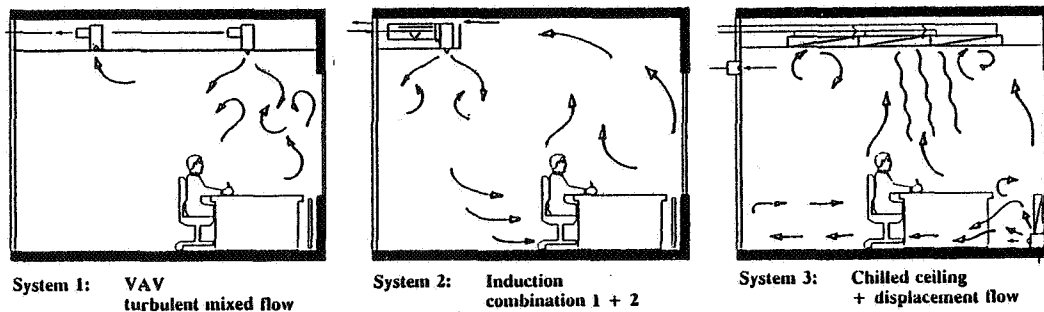 System 1: VAV
turbulent mixed flow
System 2: Induction
combination 1 + 2
System 3: Chilled ceiling
+ displacement flow